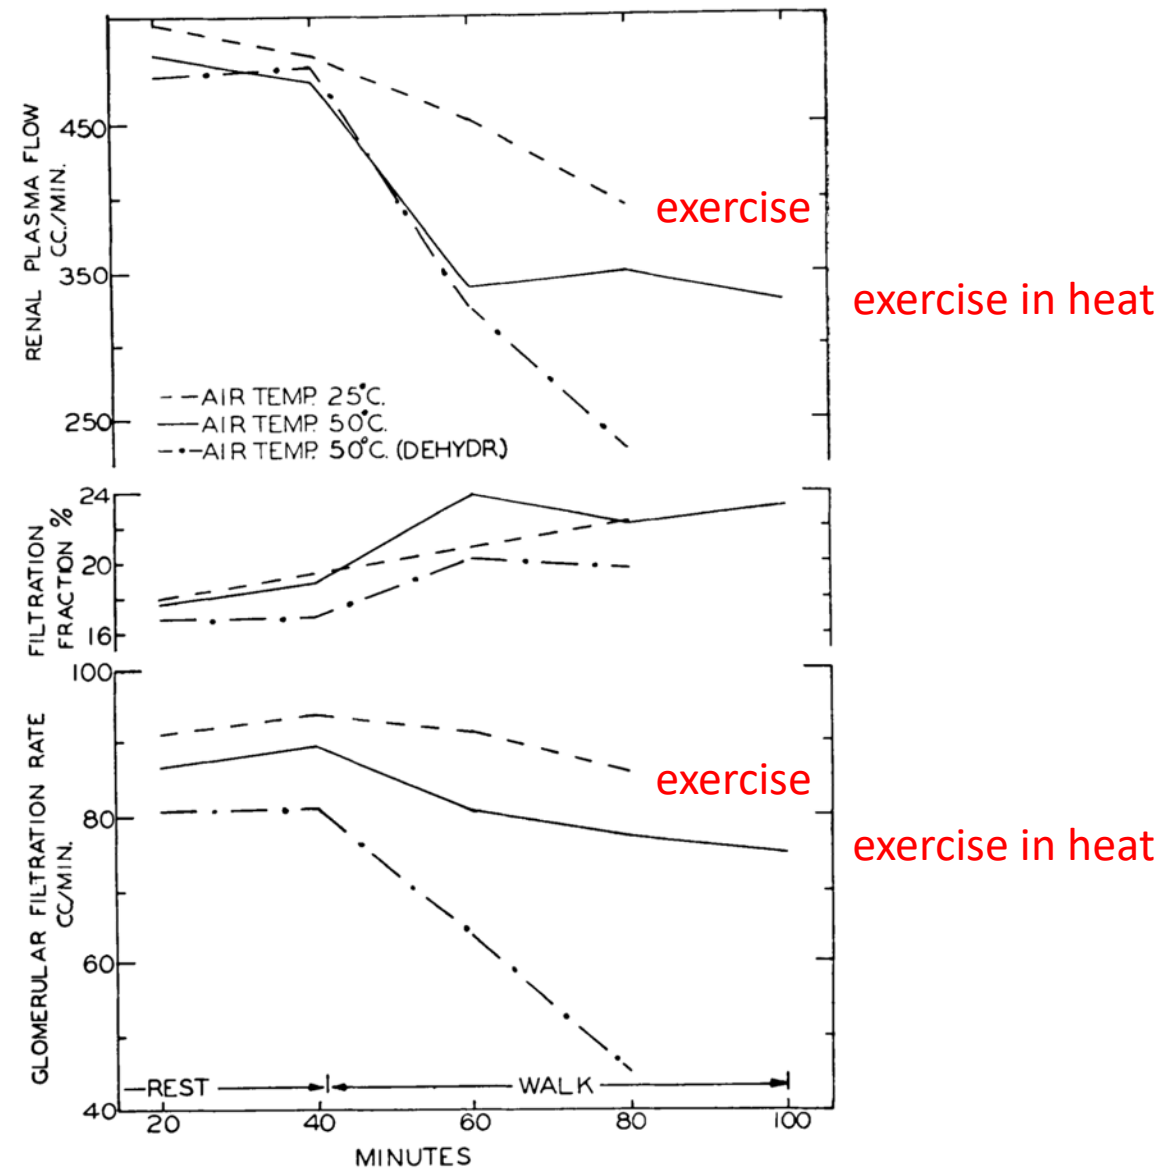 RENAL PLASMA FLOW
CC./MIN.
450
350
250
exercise
exercise in heat
--AIR TEMP. 25°C.
—AIR TEMP. 50°C.
-·-AIR TEMP. 50°C. (DEHYDR.)
FILTRATION
FRACTION %
24
20
16
GLOMERULAR FILTRATION RATE
CC/MIN.
100
80
60
40
exercise
exercise in heat
REST
WALK
20 40 60 80 100
MINUTES